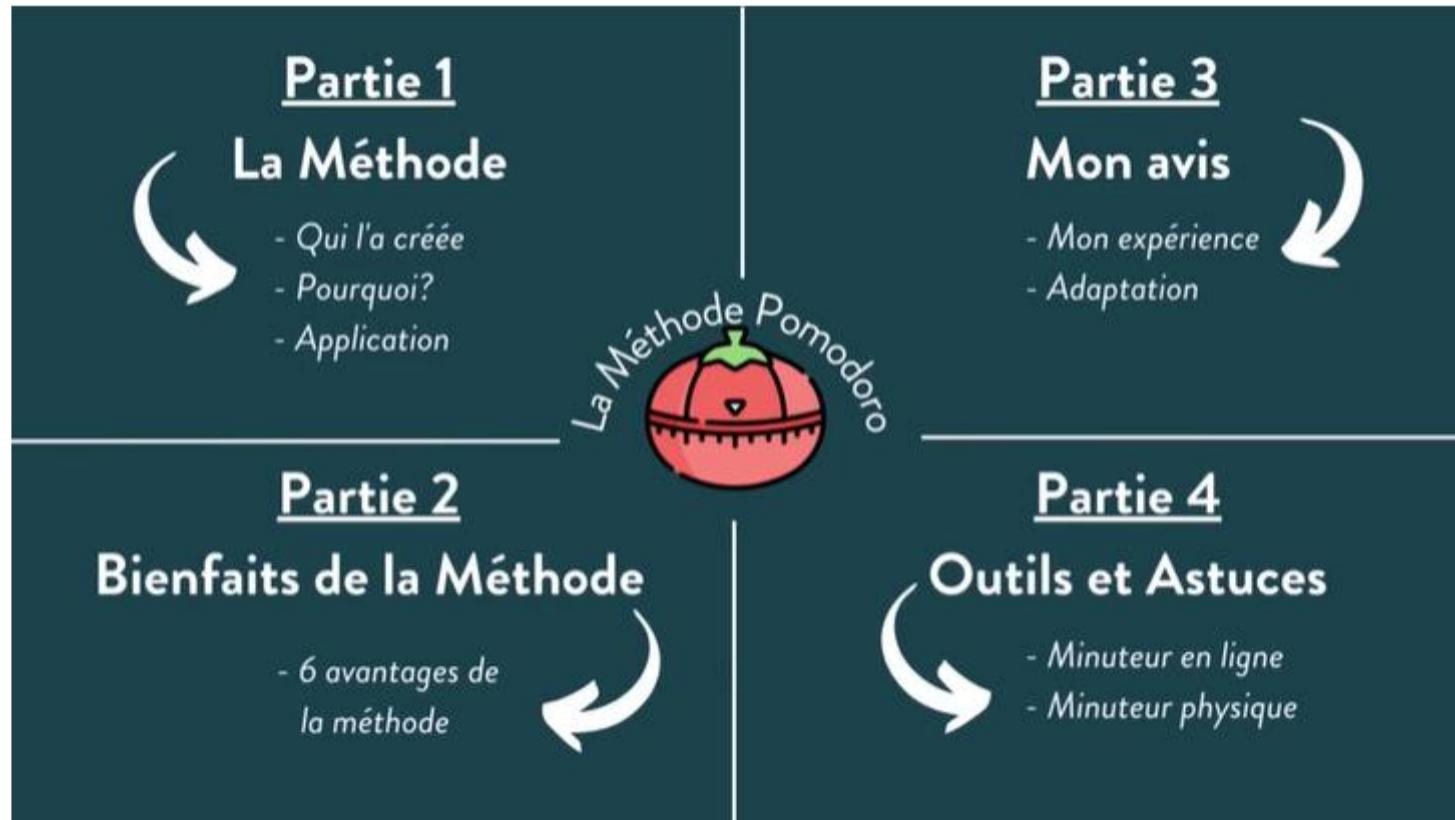 Partie 1
La Méthode
- Qui l'a créée
- Pourquoi?
- Application
Partie 2
Bienfaits de la Méthode
- 6 avantages de
la méthode
La Méthode Pomodoro
Partie 3
Mon avis
- Mon expérience
- Adaptation
Partie 4
Outils et Astuces
- Minuteur en ligne
- Minuteur physique